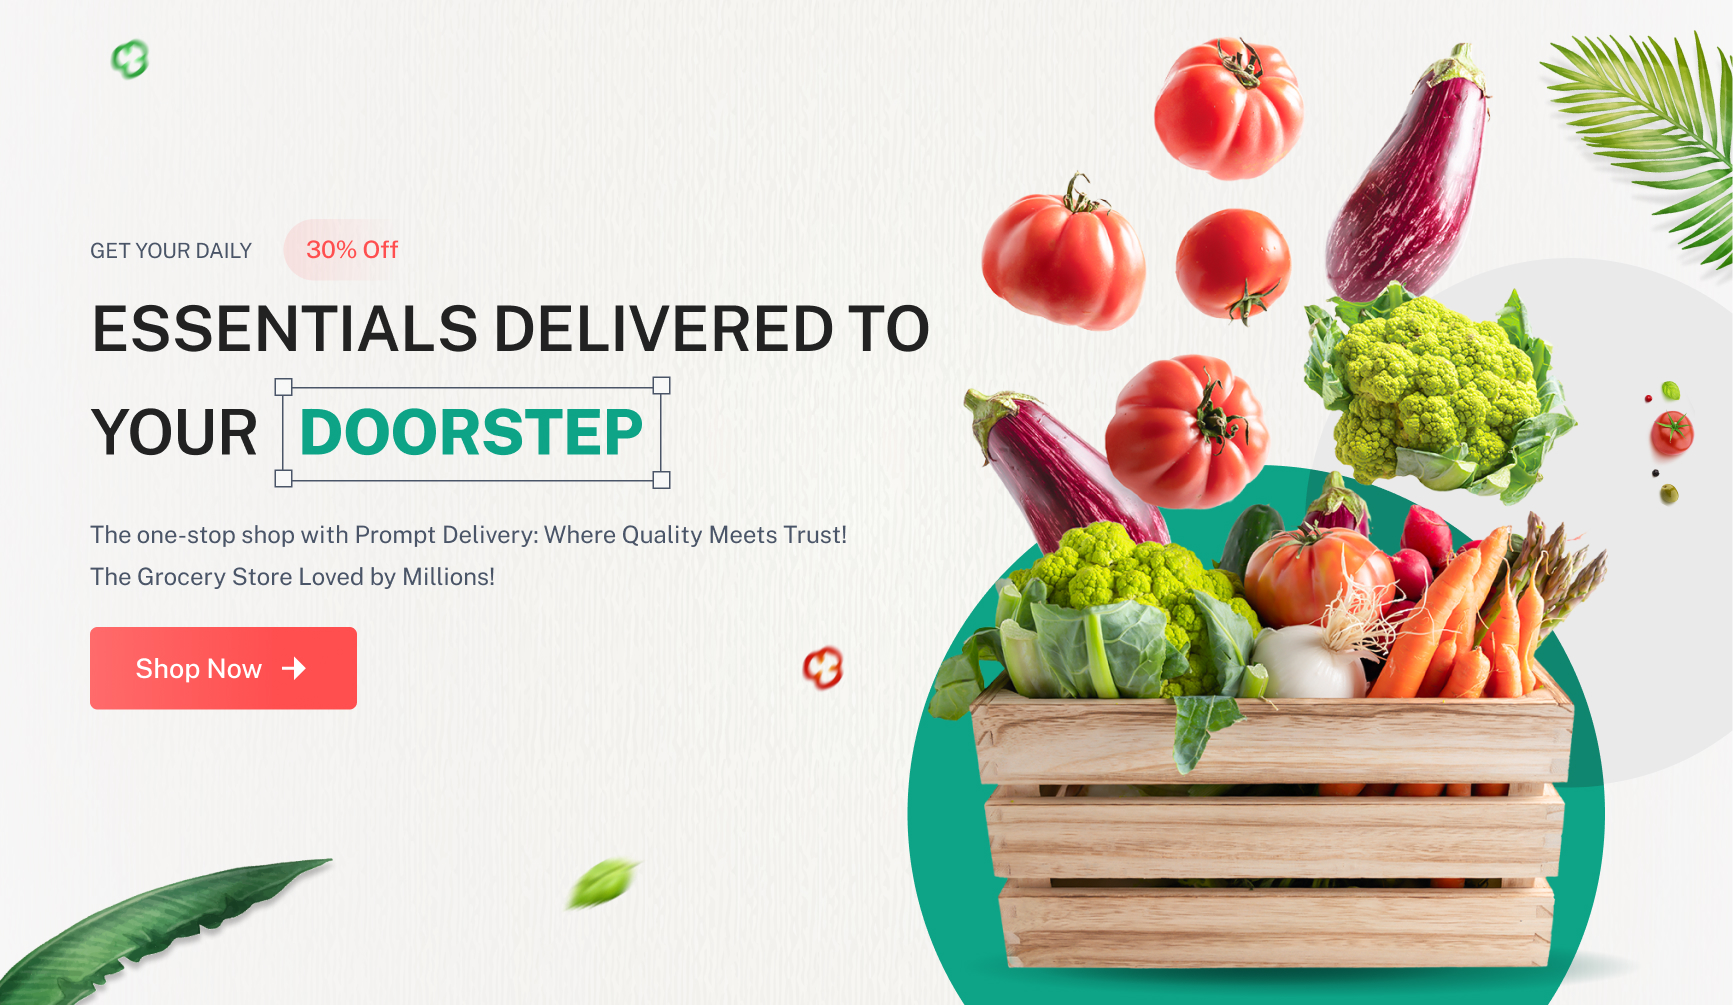 GET YOUR DAILY 30% Off
ESSENTIALS DELIVERED TO
YOUR DOORSTEP
The one-stop shop with Prompt Delivery: Where Quality Meets Trust!
The Grocery Store Loved by Millions!
Shop Now